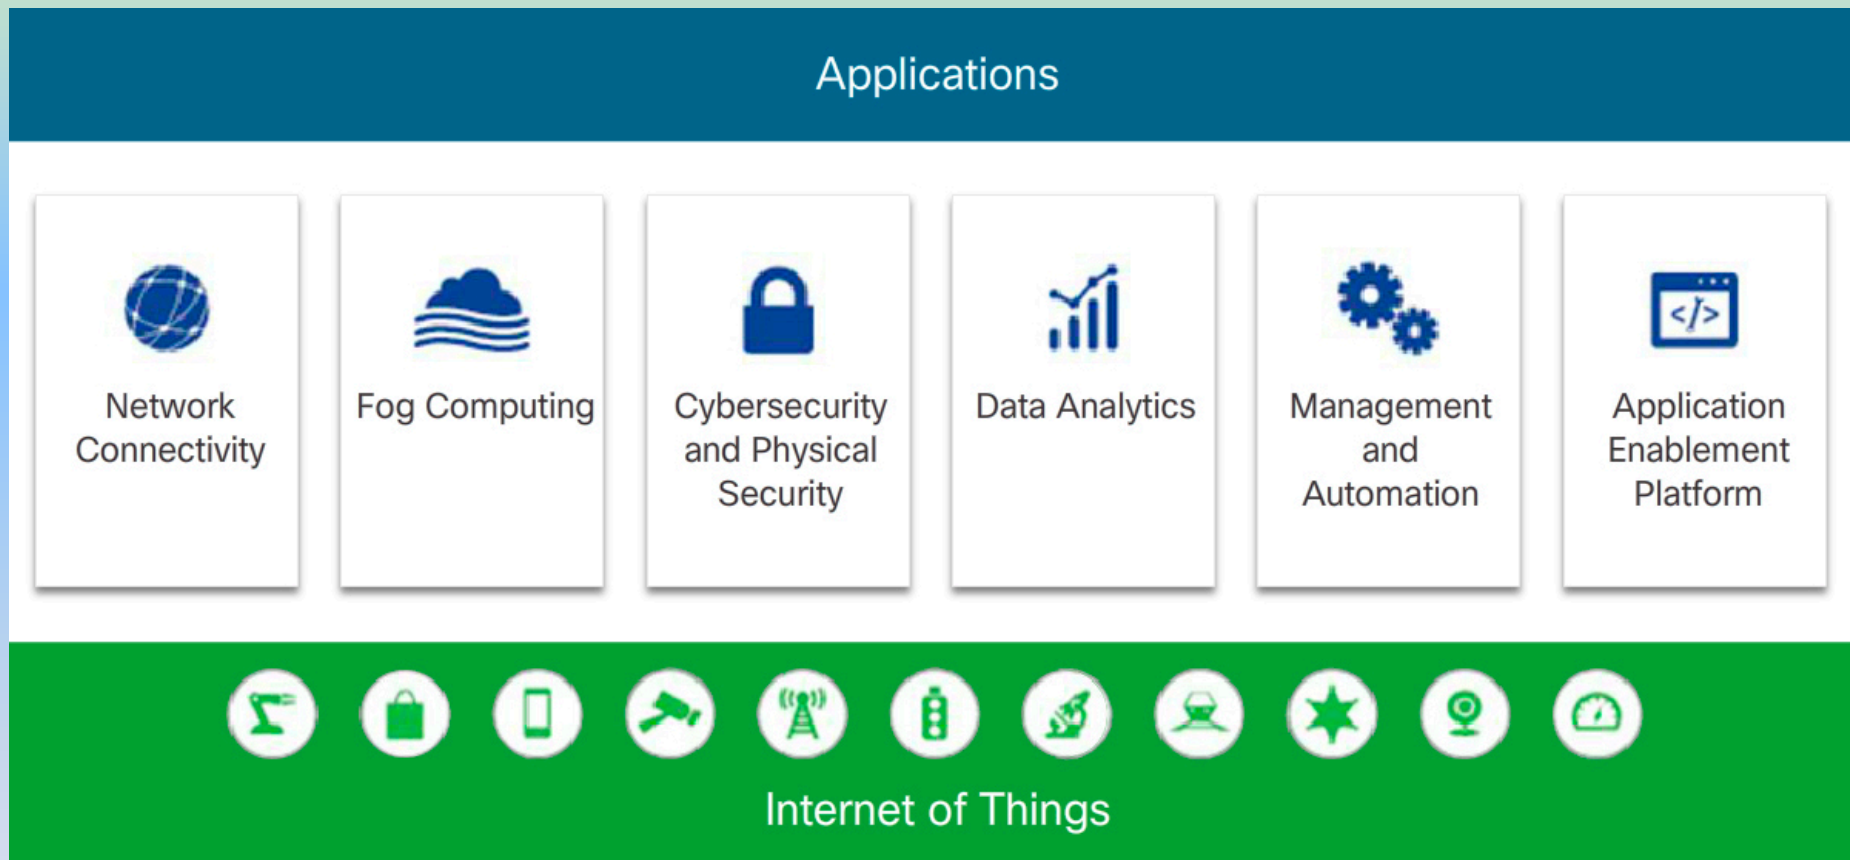 Applications
Network
Connectivity
Fog Computing
Cybersecurity
and Physical
Security
Data Analytics
Management
and
Automation
</>
Application
Enablement
Platform
Internet of Things